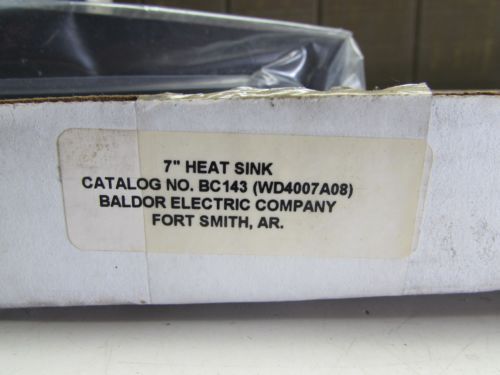 7" HEAT SINK
CATALOG NO. BC143 (WD4007A08)
BALDOR ELECTRIC COMPANY
FORT SMITH, AR.